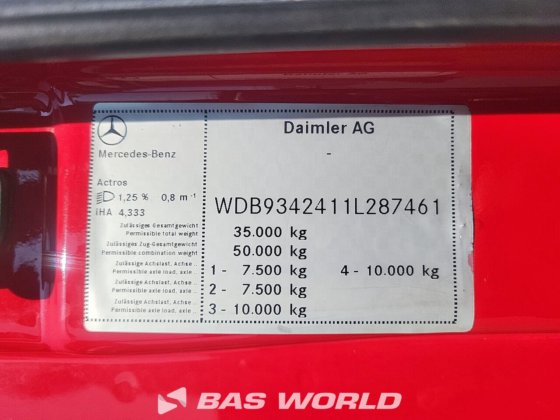 Daimler AG
-
Mercedes-Benz
Actros
1,25 % 0,8 m⁻¹
IHA 4,333
WDB9342411L287461
Zulässiges Gesamtgewicht
Permissible total weight
35.000 kg
Zulässiges Zug-Gesamtgewicht
Permissible combination weight
50.000 kg
Zulässige Achslast, Achse ..
Permissible axle load, axle ..
1 - 7.500 kg 4 - 10.000 kg
Zulässige Achslast, Achse ..
Permissible axle load, axle ..
2 - 7.500 kg
Zulässige Achslast, Achse ..
Permissible axle load, axle ..
3 - 10.000 kg
BAS WORLD